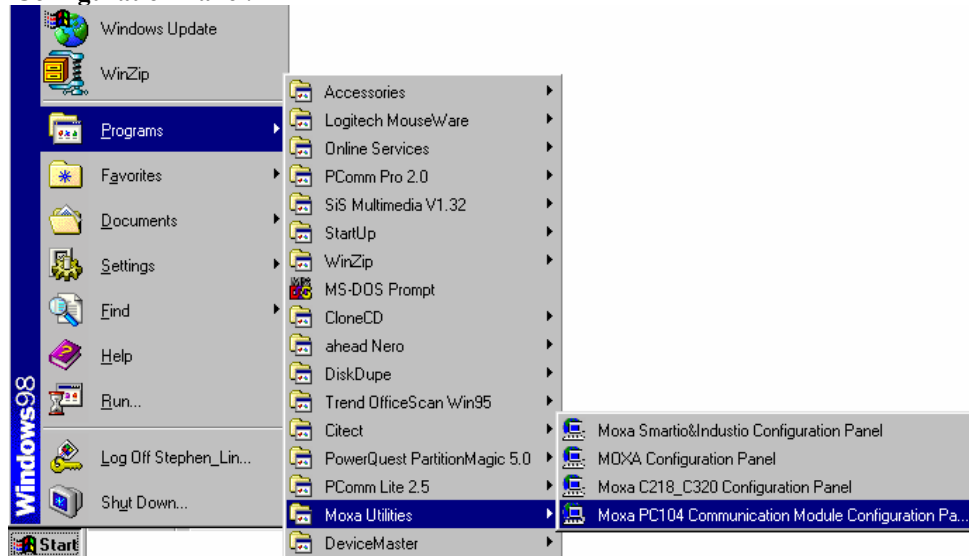 Windows Update
WinZip
Programs
Favorites
Documents
Settings
Find
Help
Run...
Log Off Stephen_Lin...
Shut Down...
Windows98
Start
Accessories
Logitech MouseWare
Online Services
PComm Pro 2.0
SiS Multimedia V1.32
StartUp
WinZip
MS-DOS Prompt
CloneCD
ahead Nero
DiskDupe
Trend OfficeScan Win95
Citect
PowerQuest PartitionMagic 5.0
PComm Lite 2.5
Moxa Utilities
DeviceMaster
Moxa Smartio&Industio Configuration Panel
MOXA Configuration Panel
Moxa C218_C320 Configuration Panel
Moxa PC104 Communication Module Configuration Pa...